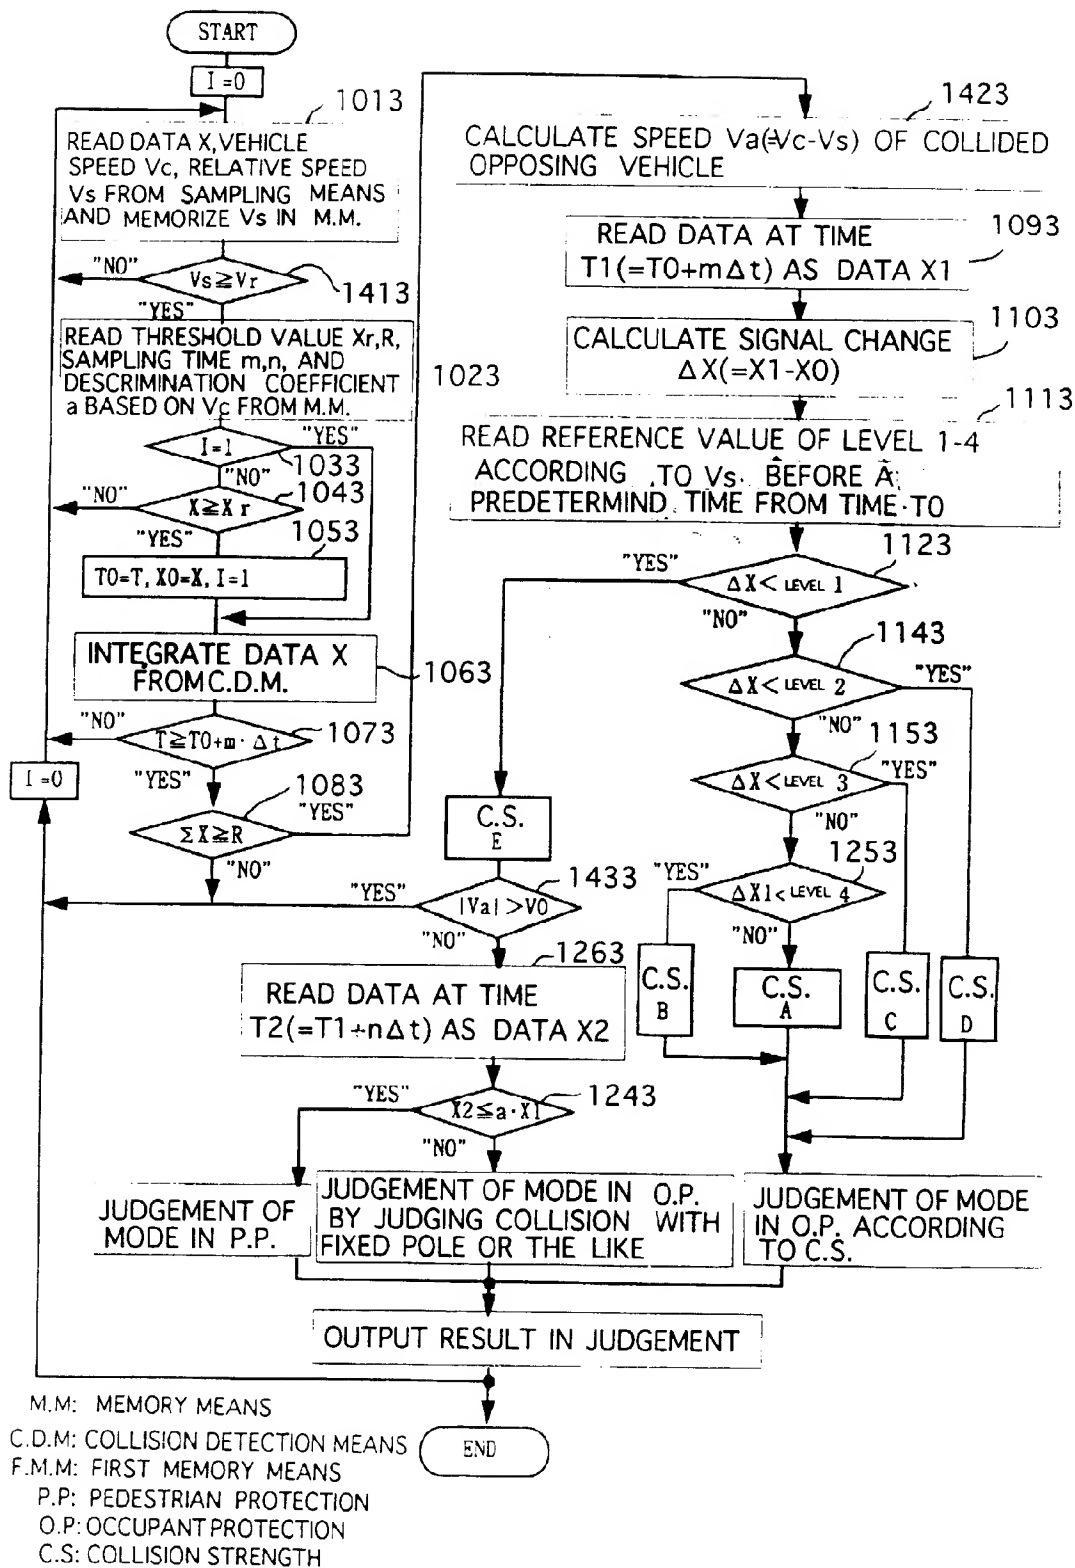 START
I=0
1013
READ DATA X,VEHICLE
SPEED Vc, RELATIVE SPEED
Vs FROM SAMPLING MEANS
AND MEMORIZE Vs IN M.M.
"NO"
Vs≧Vr
1413
"YES"
READ THRESHOLD VALUE Xr,R,
SAMPLING TIME m,n, AND
DESCRIMINATION COEFFICIENT
a BASED ON Vc FROM M.M.
1023
I=1
"YES"
1033
"NO"
"NO"
X≧Xr
1043
"YES"
1053
T0=T, X0=X, I=1
INTEGRATE DATA X
FROM C.D.M.
1063
"NO"
T≧T0+m·Δt
1073
I=0
"YES"
1083
"YES"
ΣX≧R
"NO"
1423
CALCULATE SPEED Va(=Vc-Vs) OF COLLIDED
OPPOSING VEHICLE
1093
READ DATA AT TIME
T1(=T0+mΔt) AS DATA X1
1103
CALCULATE SIGNAL CHANGE
ΔX(=X1-X0)
1113
READ REFERENCE VALUE OF LEVEL 1-4
ACCORDING TO Vs BEFORE A
PREDETERMIND TIME FROM TIME T0
1123
"YES"
ΔX< LEVEL 1
"NO"
1143
ΔX< LEVEL 2
"YES"
"NO"
1153
ΔX< LEVEL 3
"YES"
"NO"
1253
"YES"
ΔX1< LEVEL 4
"NO"
C.S.
E
C.S.
B
C.S.
A
C.S.
C
C.S.
D
1433
"YES"
|Va|>V0
"NO"
1263
READ DATA AT TIME
T2(=T1+nΔt) AS DATA X2
"YES"
X2≦a·X1
1243
"NO"
JUDGEMENT OF
MODE IN P.P.
JUDGEMENT OF MODE IN O.P.
BY JUDGING COLLISION WITH
FIXED POLE OR THE LIKE
JUDGEMENT OF MODE
IN O.P. ACCORDING
TO C.S.
OUTPUT RESULT IN JUDGEMENT
END
M.M: MEMORY MEANS
C.D.M: COLLISION DETECTION MEANS
F.M.M: FIRST MEMORY MEANS
P.P: PEDESTRIAN PROTECTION
O.P: OCCUPANT PROTECTION
C.S: COLLISION STRENGTH